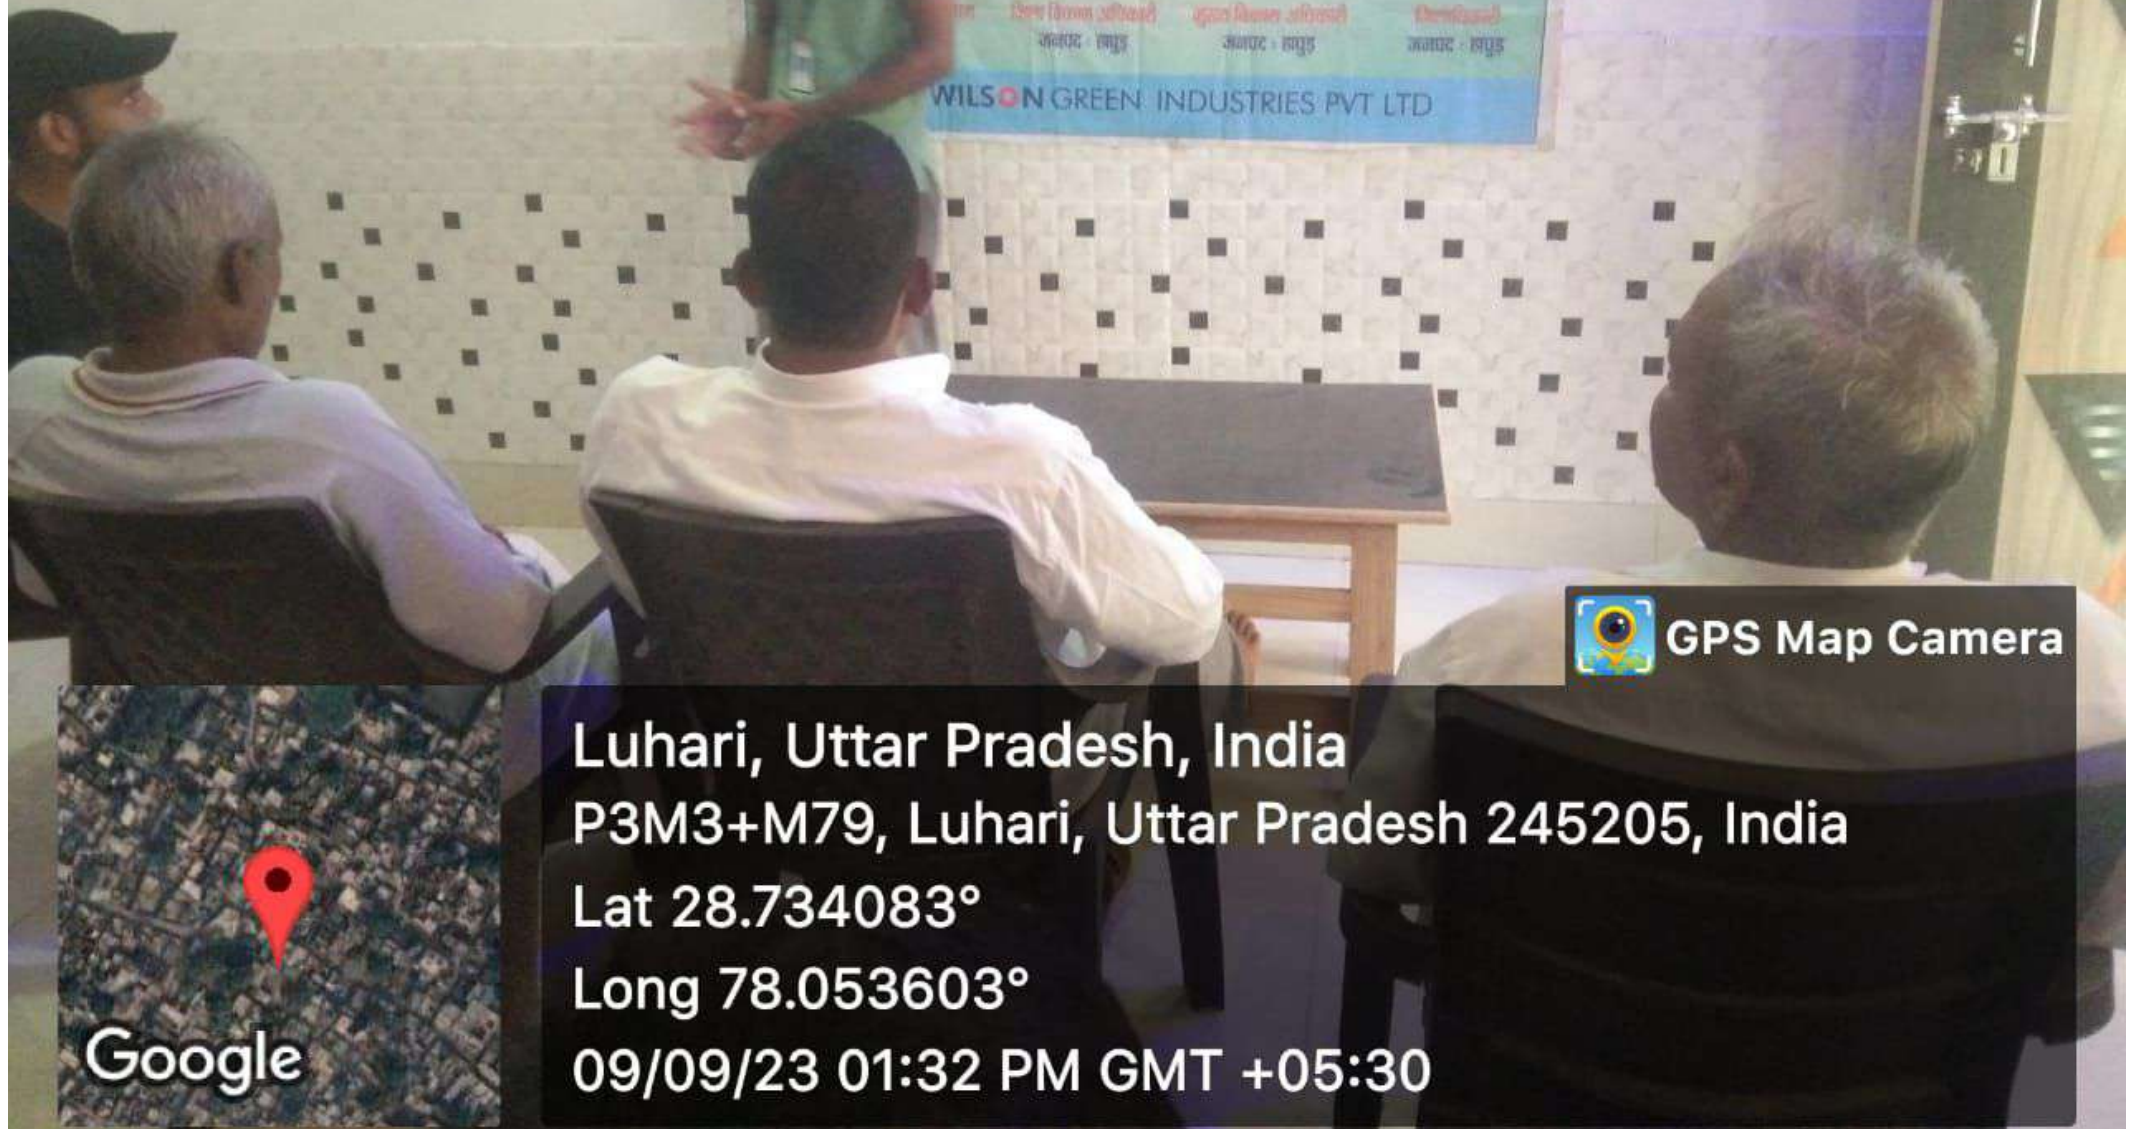 जिला विकास अधिकारी मुख्य विकास अधिकारी जिलाधिकारी
जनपद : हापुड़ जनपद : हापुड़ जनपद : हापुड़
WILSON GREEN INDUSTRIES PVT LTD
GPS Map Camera
Luhari, Uttar Pradesh, India
P3M3+M79, Luhari, Uttar Pradesh 245205, India
Lat 28.734083°
Long 78.053603°
09/09/23 01:32 PM GMT +05:30
Google